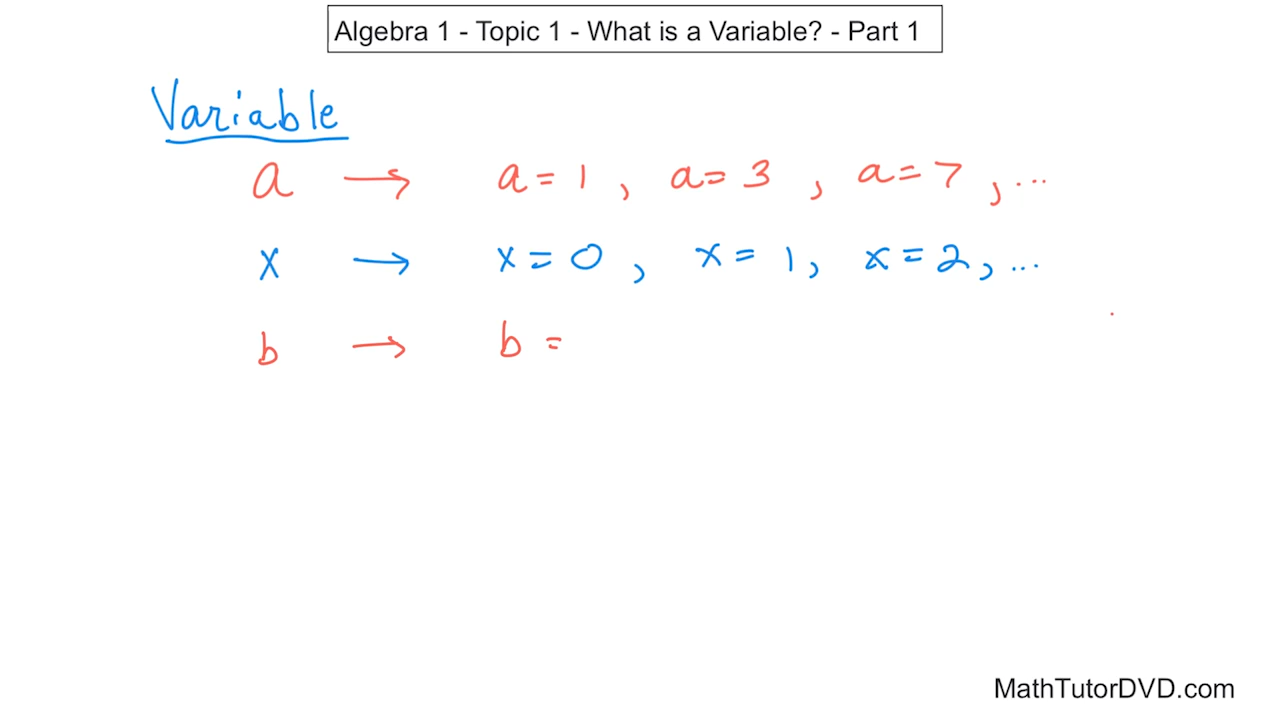 Algebra 1 - Topic 1 - What is a Variable? - Part 1
Variable
a → a = 1 , a = 3 , a = 7 , ...
x → x = 0 , x = 1 , x = 2 , ...
b → b =
MathTutorDVD.com